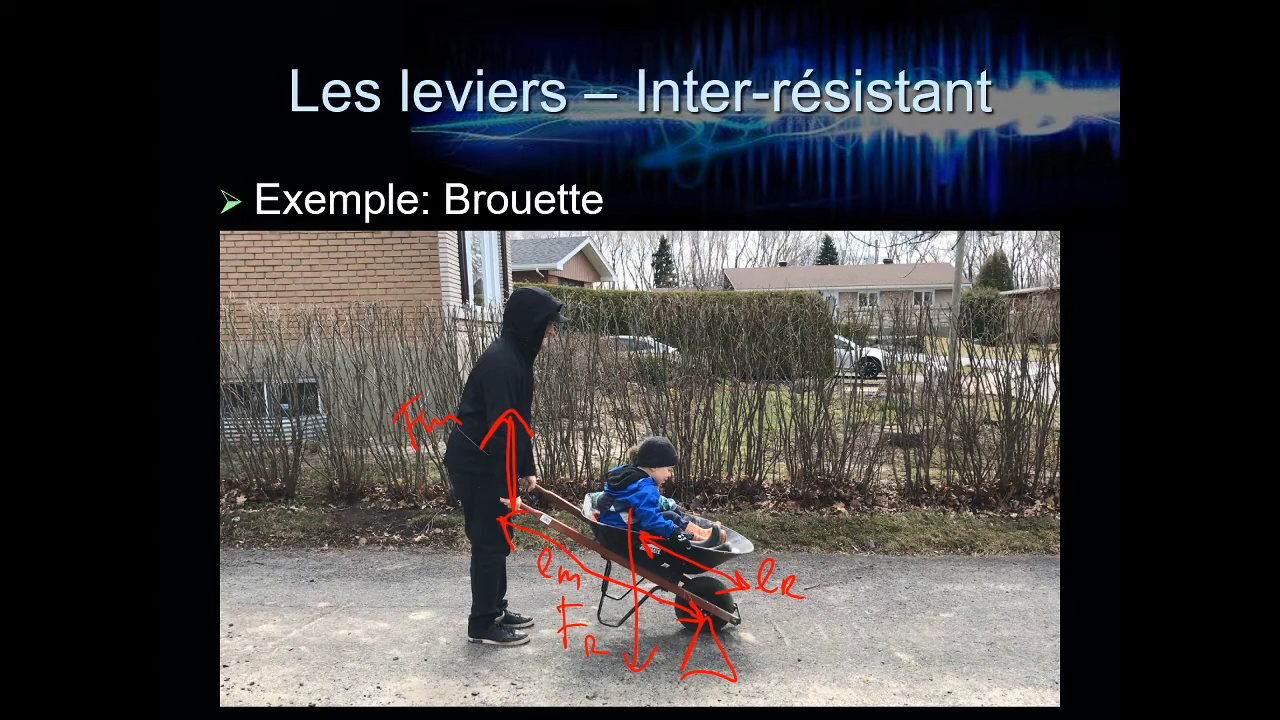 Les leviers – Inter-résistant
Exemple: Brouette
Fm
lm
lR
FR